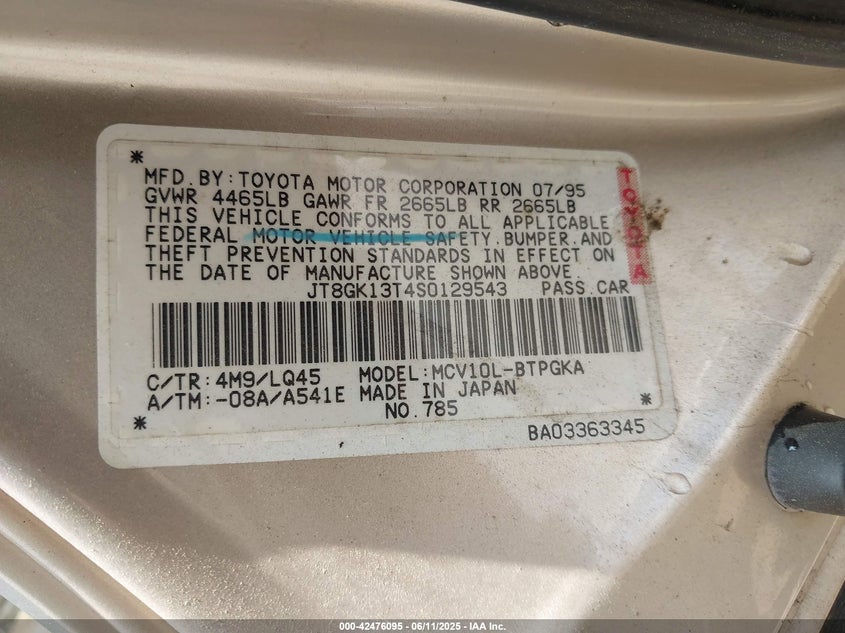 MFD.BY:TOYOTA MOTOR CORPORATION 07/95
GVWR 4465LB GAWR FR 2665LB RR 2665LB
THIS VEHICLE CONFORMS TO ALL APPLICABLE
FEDERAL MOTOR VEHICLE SAFETY,BUMPER,AND
THEFT PREVENTION STANDARDS IN EFFECT ON
THE DATE OF MANUFACTURE SHOWN ABOVE.
JT8GK13T4S0129543 PASS.CAR
C/TR:4M9/LQ45 MODEL:MCV10L-BTPGKA
A/TM:-08A/A541E MADE IN JAPAN
NO.785
BA03363345
TOYOTA
000-42476095 - 06/11/2025 - IAA Inc.